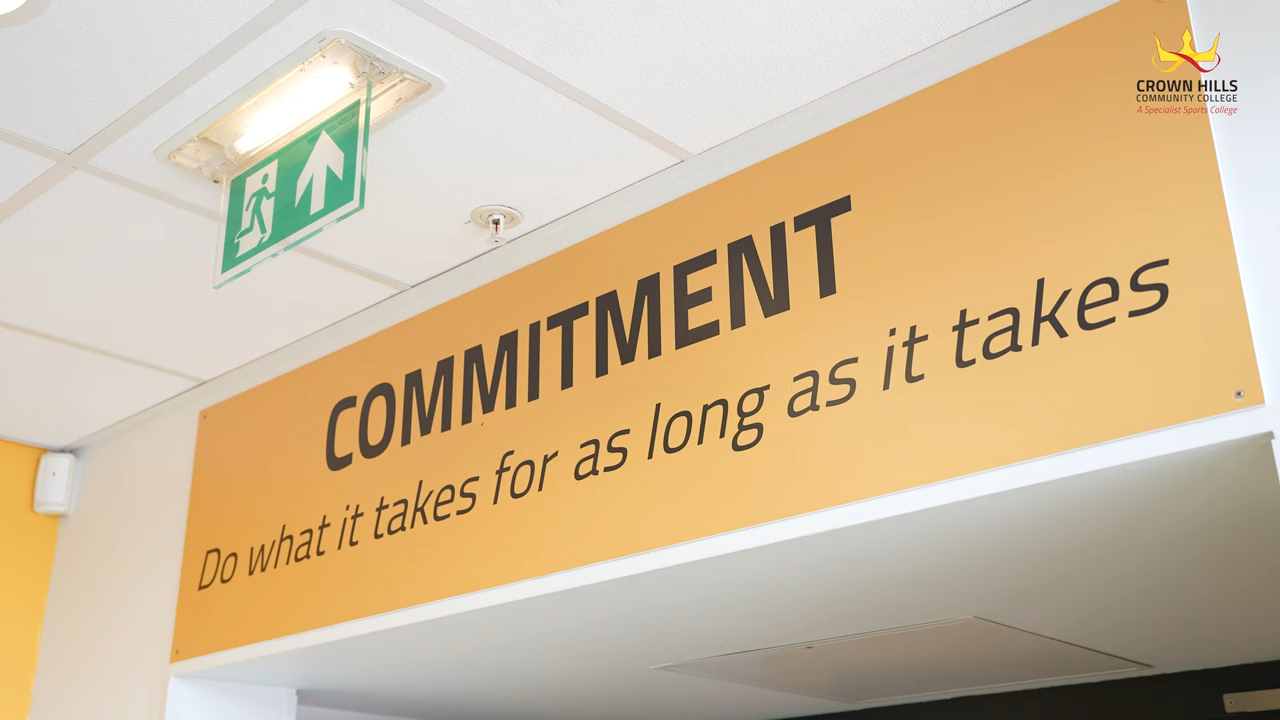 CROWN HILLS
COMMUNITY COLLEGE
A Specialist Sports College
COMMITMENT
Do what it takes for as long as it takes